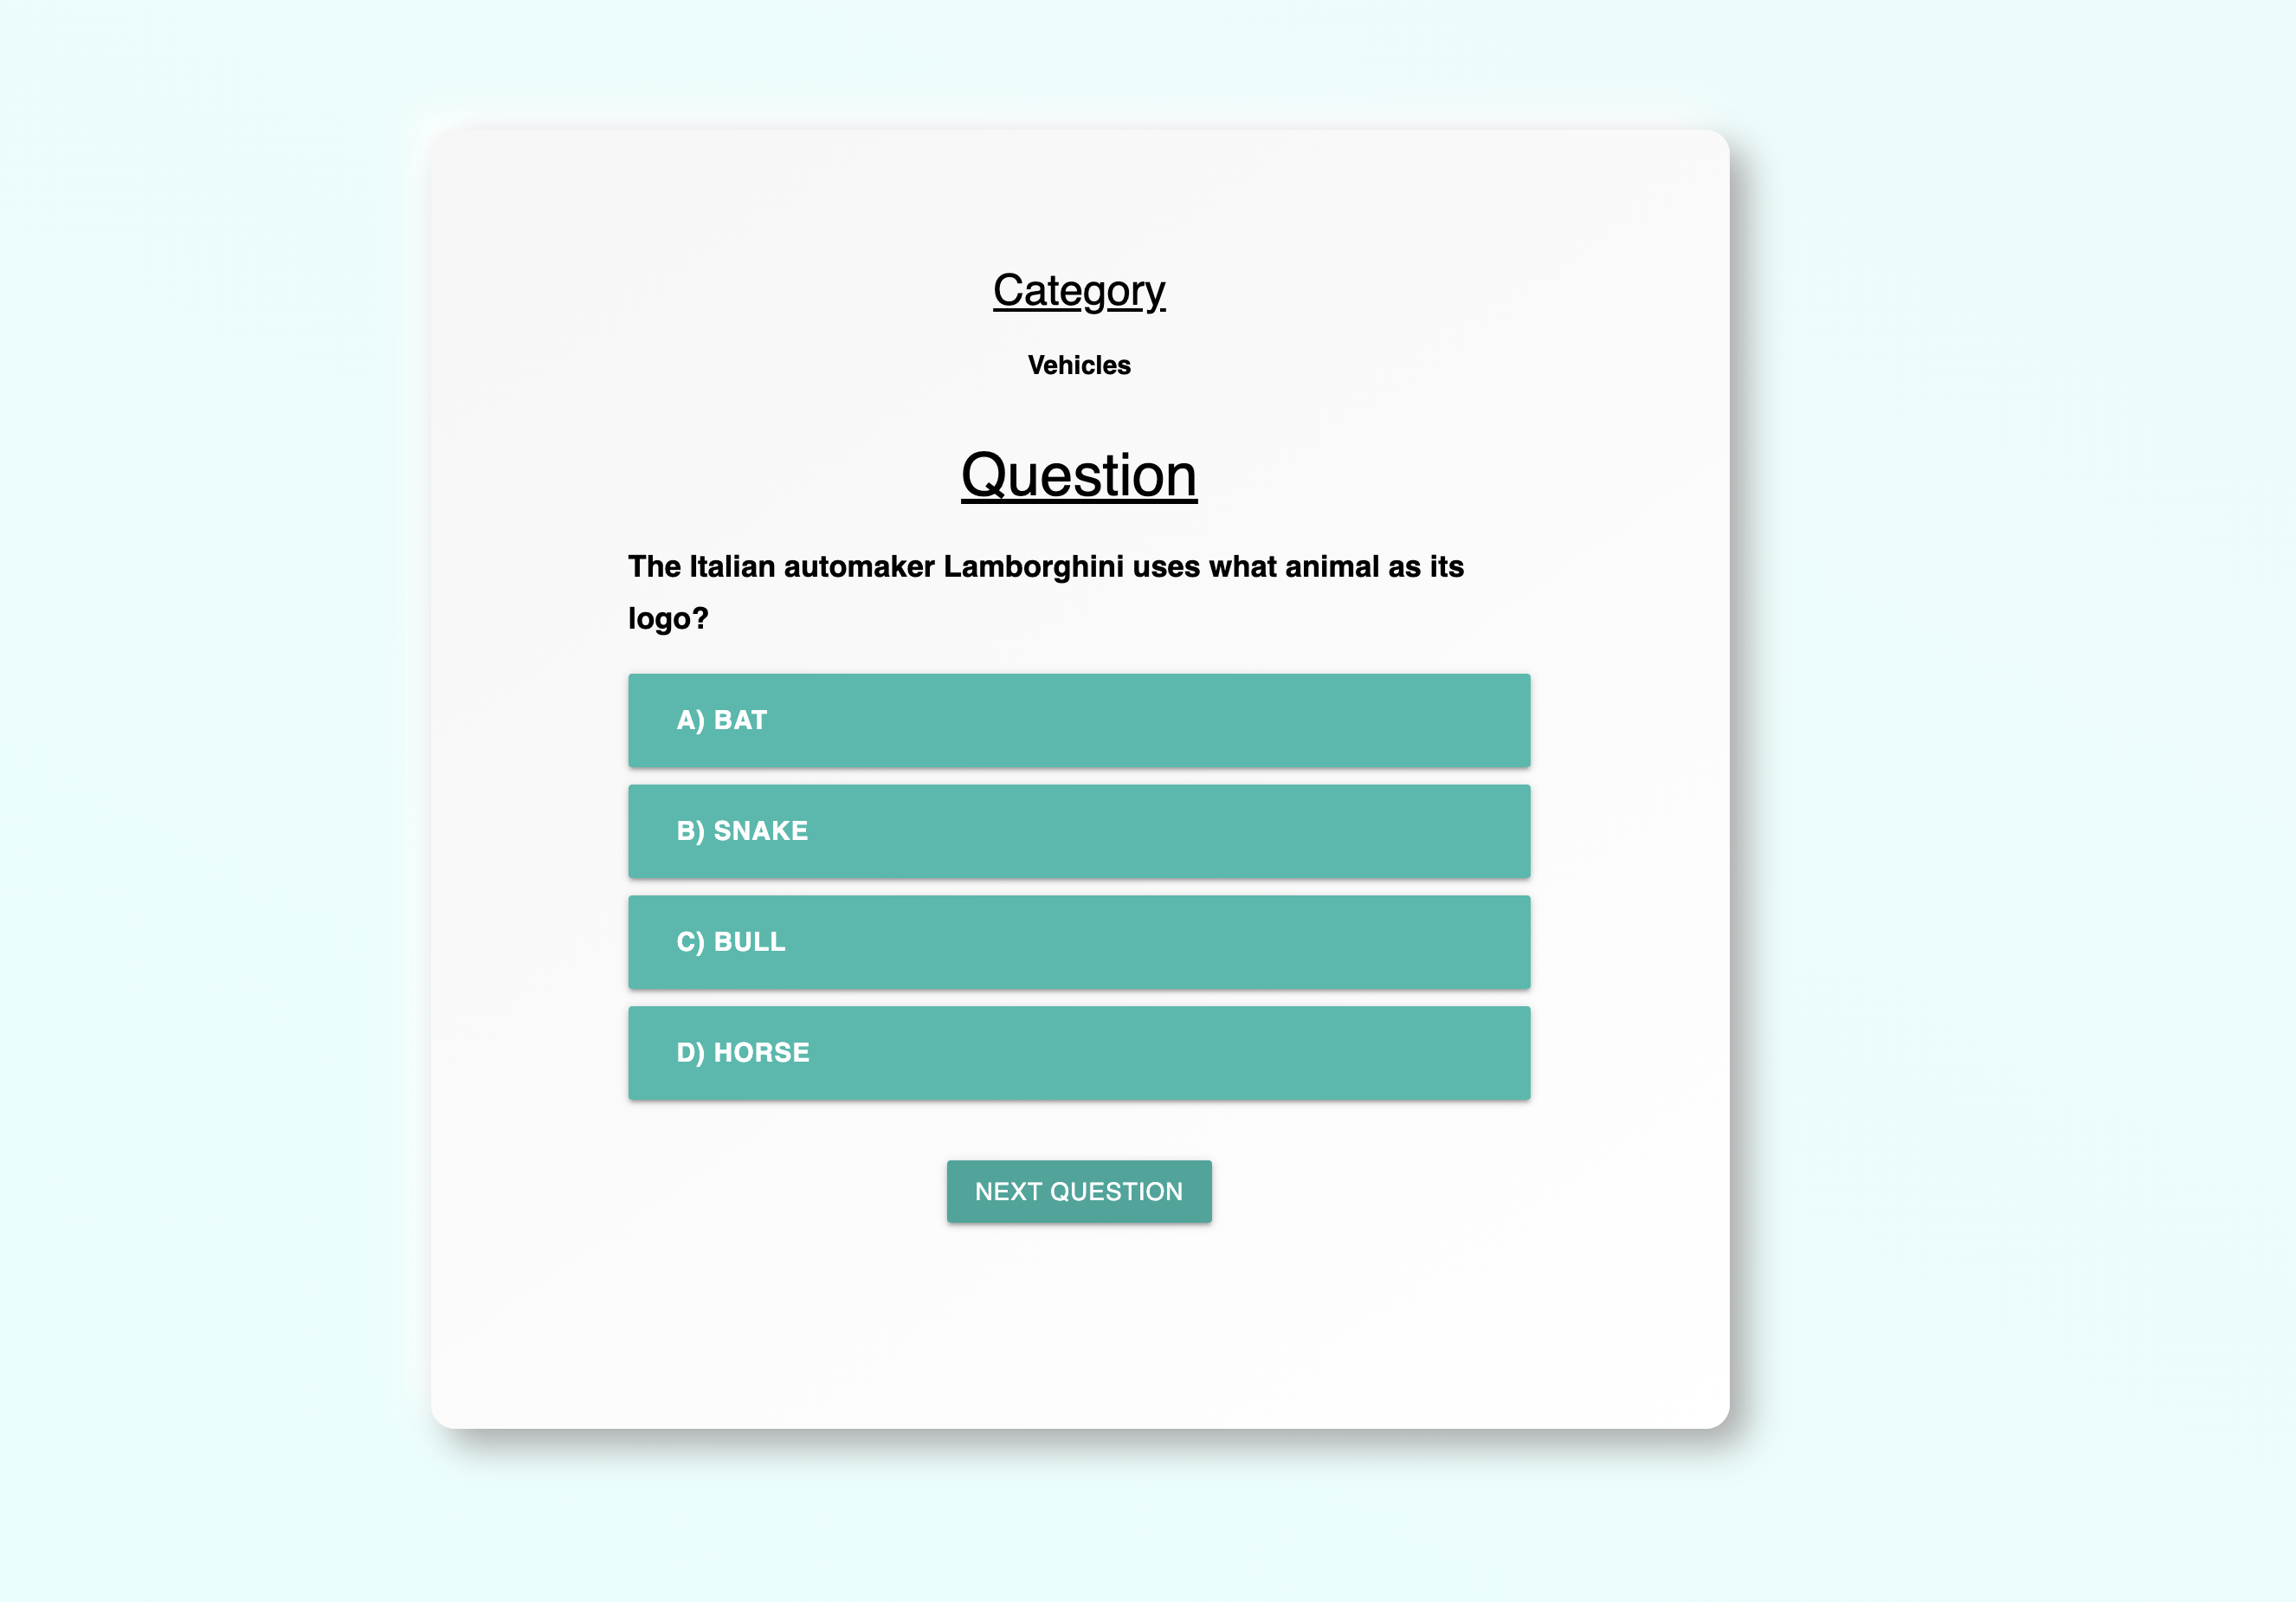 Category
Vehicles
Question
The Italian automaker Lamborghini uses what animal as its
logo?
A) BAT
B) SNAKE
C) BULL
D) HORSE
NEXT QUESTION